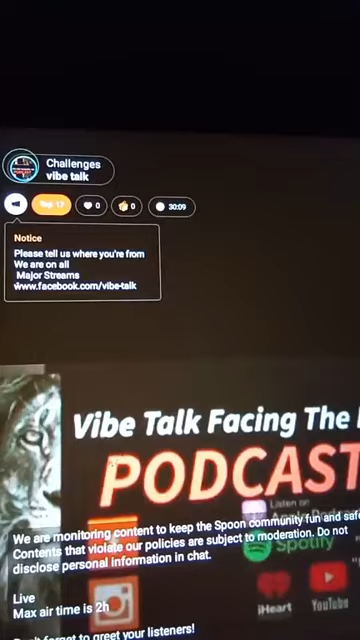 Challenges
vibe talk
Top 17
0
0
30:09
Notice
Please tell us where you're from
We are on all
Major Streams
www.facebook.com/vibe-talk
Vibe Talk Facing The
PODCAST
Listen on
We are monitoring content to keep the Spoon community fun and safe
Contents that violate our policies are subject to moderation. Do not
disclose personal information in chat.
Spotify
Live
Max air time is 2h
iHeart
YouTube
Don't forget to greet your listeners!